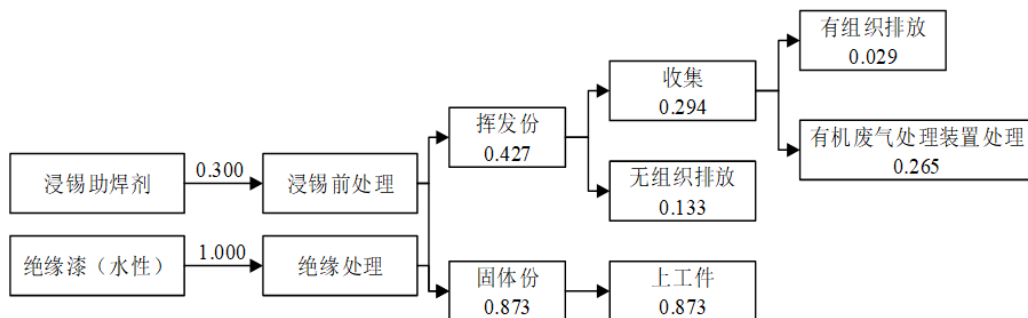 有组织排放
0.029
收集
0.294
挥发份
0.427
有机废气处理装置处理
0.265
浸锡助焊剂
0.300
浸锡前处理
无组织排放
0.133
绝缘漆（水性）
1.000
绝缘处理
固体份
0.873
上工件
0.873